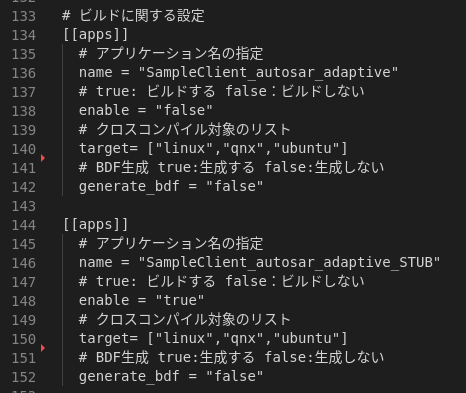 133 # ビルドに関する設定
134 [[apps]]
135 # アプリケーション名の指定
136 name = "SampleClient_autosar_adaptive"
137 # true: ビルドする false：ビルドしない
138 enable = "false"
139 # クロスコンパイル対象のリスト
140 target= ["linux","qnx","ubuntu"]
141 # BDF生成 true:生成する false:生成しない
142 generate_bdf = "false"
143
144 [[apps]]
145 # アプリケーション名の指定
146 name = "SampleClient_autosar_adaptive_STUB"
147 # true: ビルドする false：ビルドしない
148 enable = "true"
149 # クロスコンパイル対象のリスト
150 target= ["linux","qnx","ubuntu"]
151 # BDF生成 true:生成する false:生成しない
152 generate_bdf = "false"